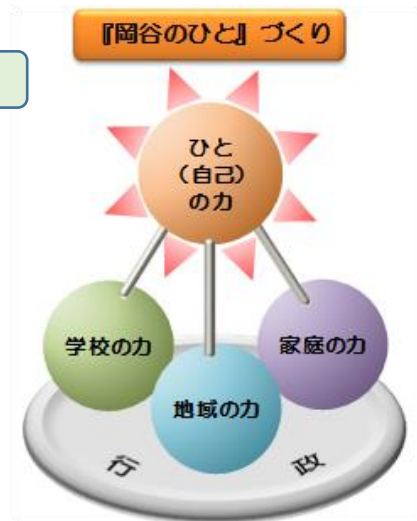 『岡谷のひと』づくり
ひと
（自己）
の力
学校の力
家庭の力
地域の力
行政